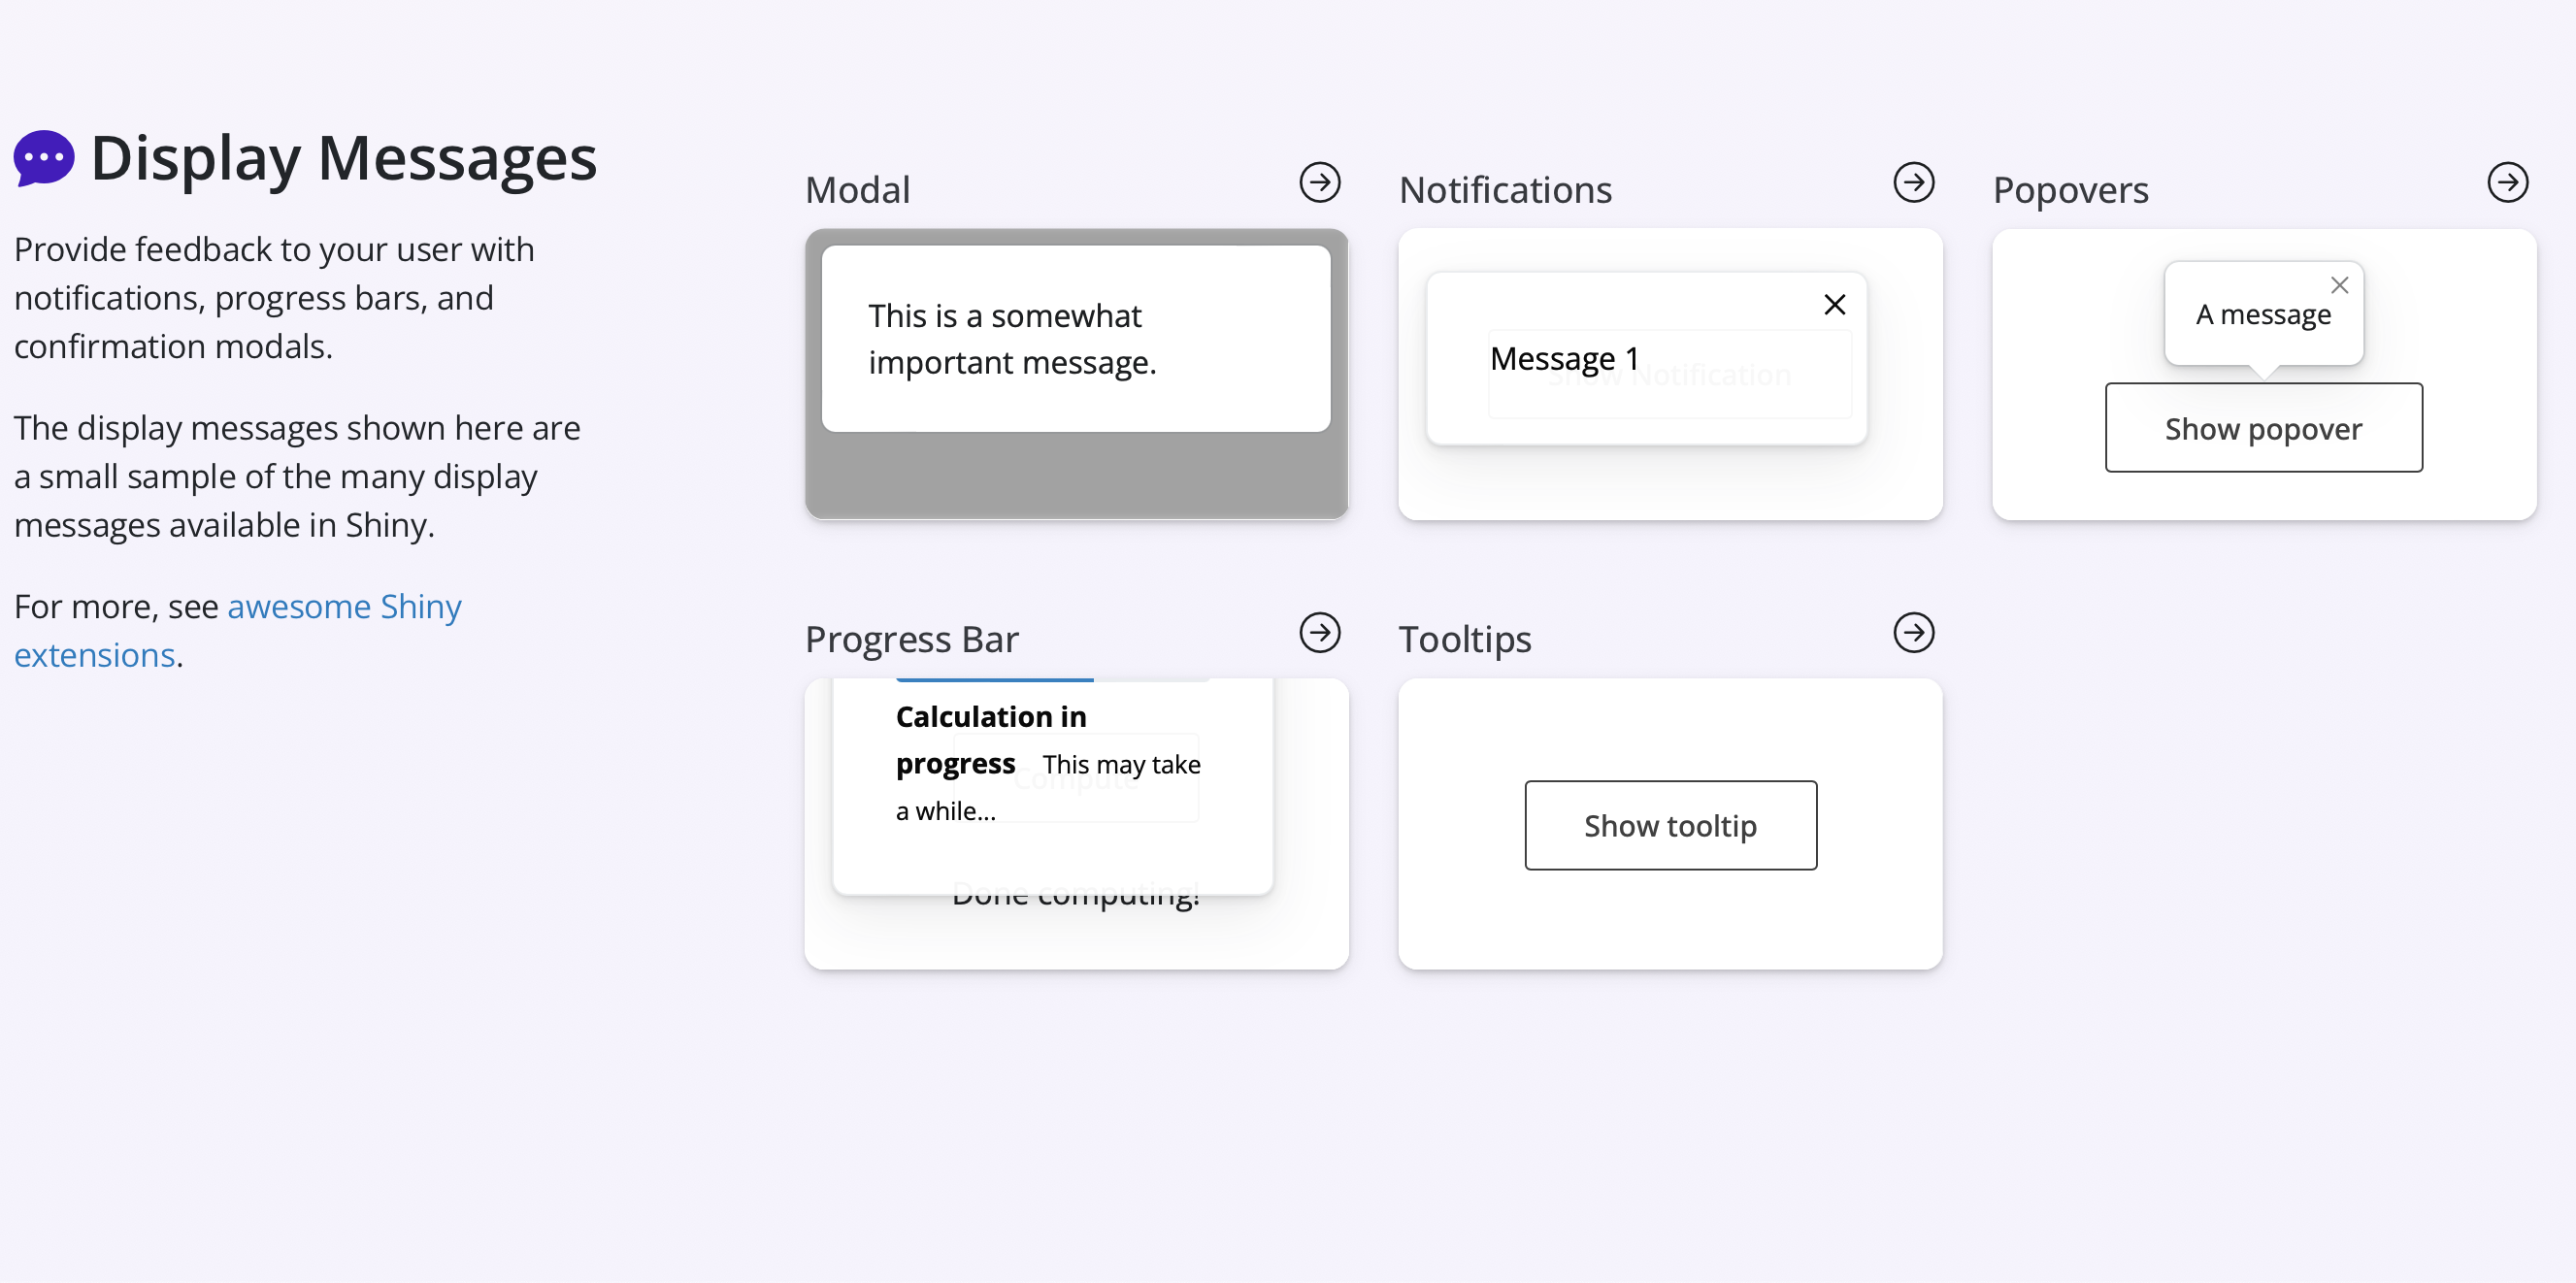 Display Messages
Provide feedback to your user with
notifications, progress bars, and
confirmation modals.
The display messages shown here are
a small sample of the many display
messages available in Shiny.
For more, see awesome Shiny
extensions.
Modal
This is a somewhat
important message.
Notifications
Message 1
Show Notification
Popovers
A message
Show popover
Progress Bar
Calculation in
progress This may take
a while...
Compute
Done computing!
Tooltips
Show tooltip